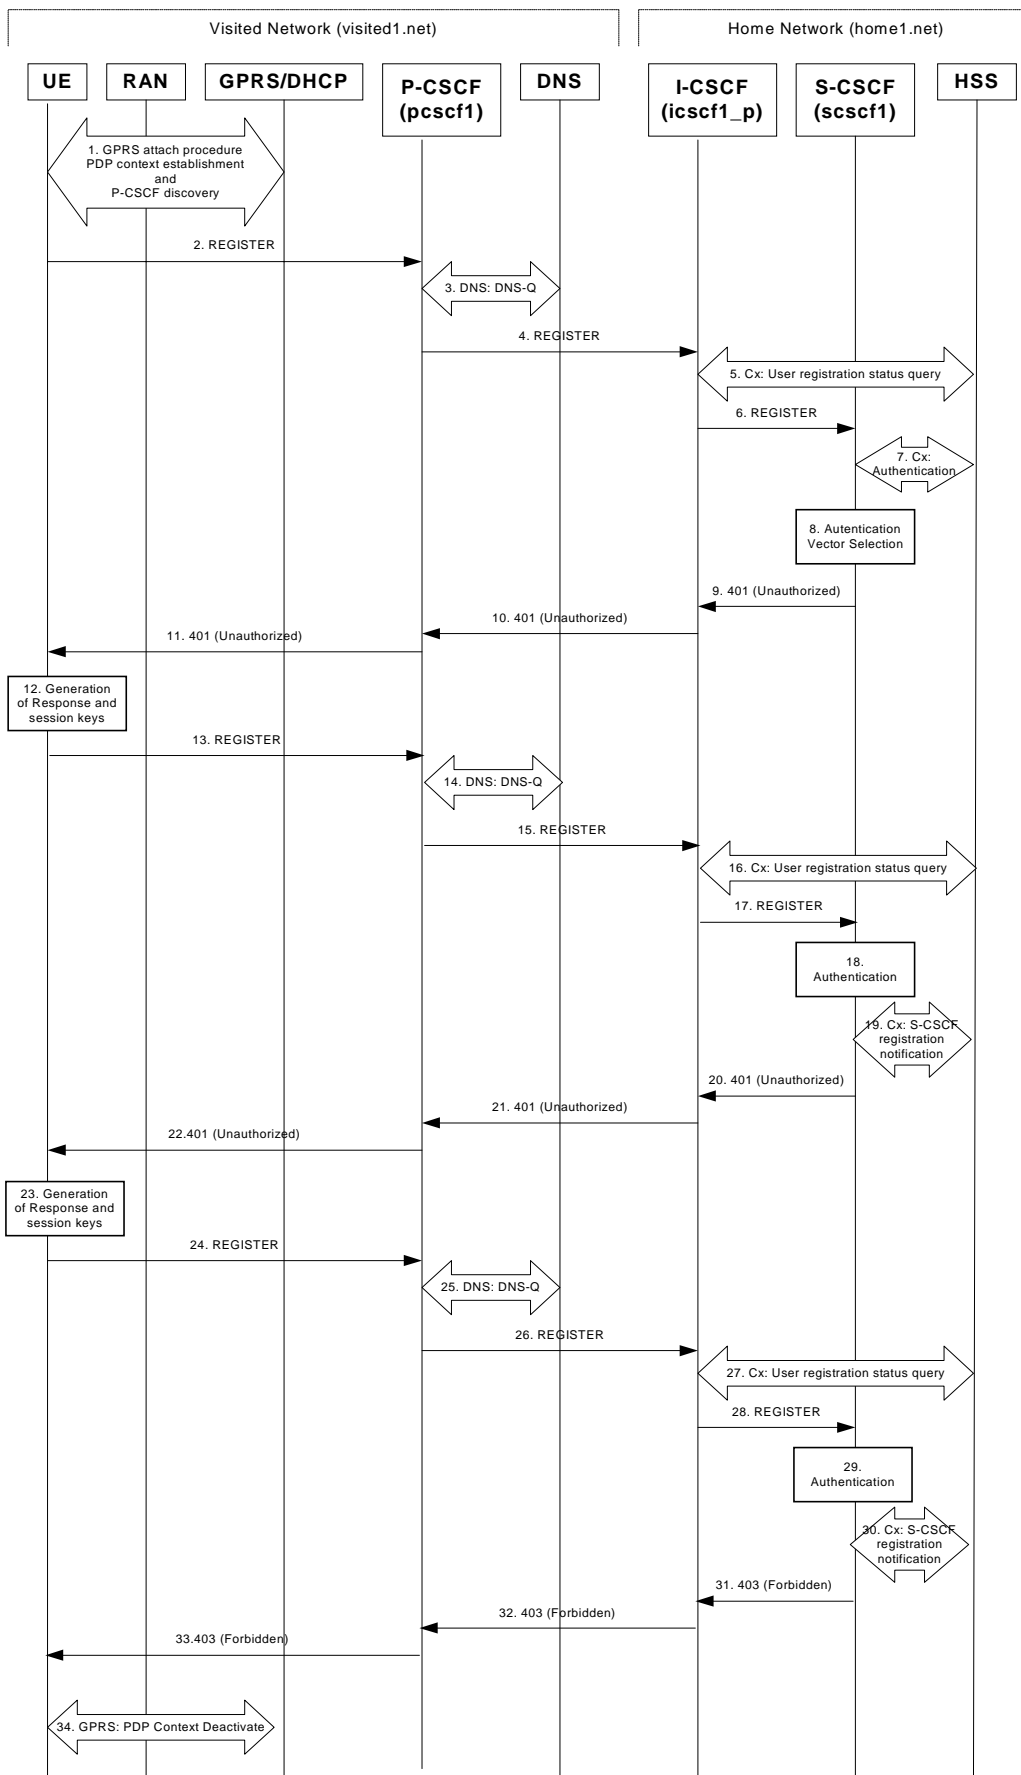 Visited Network (visited1.net)
Home Network (home1.net)
UE
RAN
GPRS/DHCP
P-CSCF
(pcscf1)
DNS
I-CSCF
(icscf1_p)
S-CSCF
(scscf1)
HSS
1. GPRS attach procedure
PDP context establishment
and
P-CSCF discovery
2. REGISTER
3. DNS: DNS-Q
4. REGISTER
5. Cx: User registration status query
6. REGISTER
7. Cx:
Authentication
8. Autentication
Vector Selection
9. 401 (Unauthorized)
10. 401 (Unauthorized)
11. 401 (Unauthorized)
12. Generation
of Response and
session keys
13. REGISTER
14. DNS: DNS-Q
15. REGISTER
16. Cx: User registration status query
17. REGISTER
18.
Authentication
19. Cx: S-CSCF
registration
notification
20. 401 (Unauthorized)
21. 401 (Unauthorized)
22.401 (Unauthorized)
23. Generation
of Response and
session keys
24. REGISTER
25. DNS: DNS-Q
26. REGISTER
27. Cx: User registration status query
28. REGISTER
29.
Authentication
30. Cx: S-CSCF
registration
notification
31. 403 (Forbidden)
32. 403 (Forbidden)
33.403 (Forbidden)
34. GPRS: PDP Context Deactivate